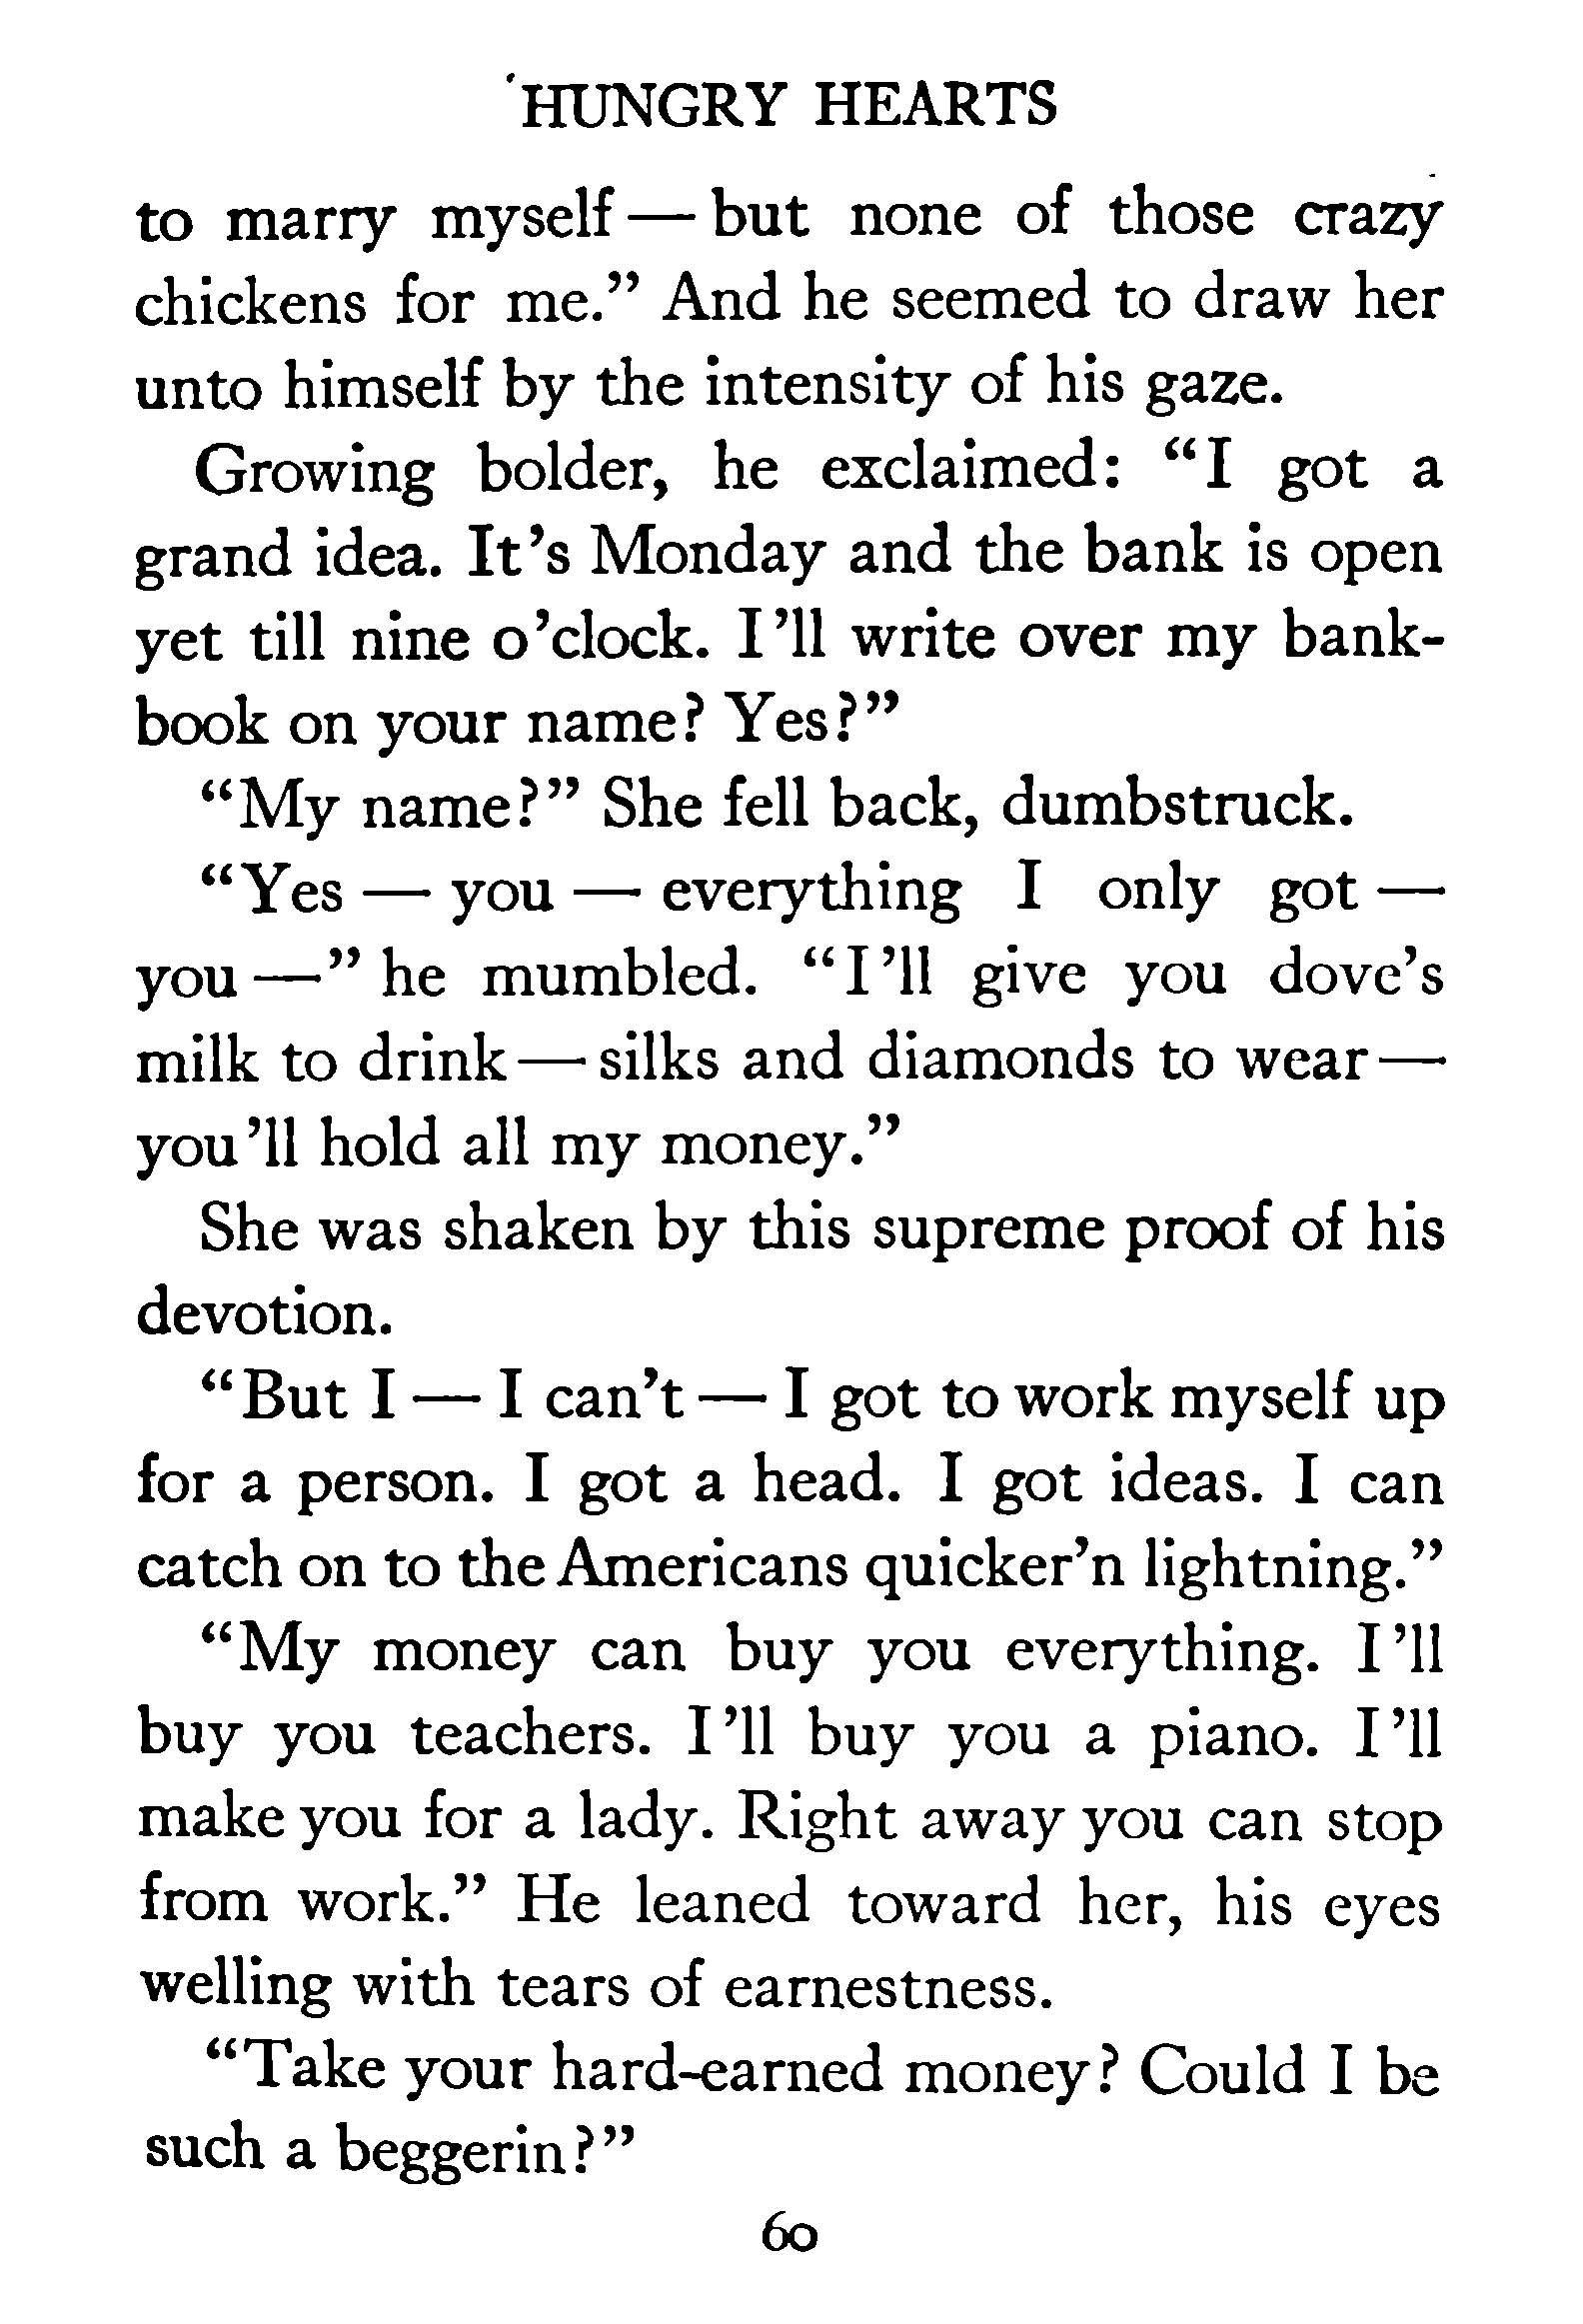 HUNGRY HEARTS
to marry myself — but none of those crazy
chickens for me.” And he seemed to draw her
unto himself by the intensity of his gaze.
Growing bolder, he exclaimed: “I got a
grand idea. It’s Monday and the bank is open
yet till nine o’clock. I’ll write over my bank-
book on your name? Yes?”
“My name?” She fell back, dumbstruck.
“Yes — you — everything I only got —
you —” he mumbled. “I’ll give you dove’s
milk to drink — silks and diamonds to wear —
you’ll hold all my money.”
She was shaken by this supreme proof of his
devotion.
“But I — I can’t — I got to work myself up
for a person. I got a head. I got ideas. I can
catch on to the Americans quicker’n lightning.”
“My money can buy you everything. I’ll
buy you teachers. I’ll buy you a piano. I’ll
make you for a lady. Right away you can stop
from work.” He leaned toward her, his eyes
welling with tears of earnestness.
“Take your hard-earned money? Could I be
such a beggerin?”
60